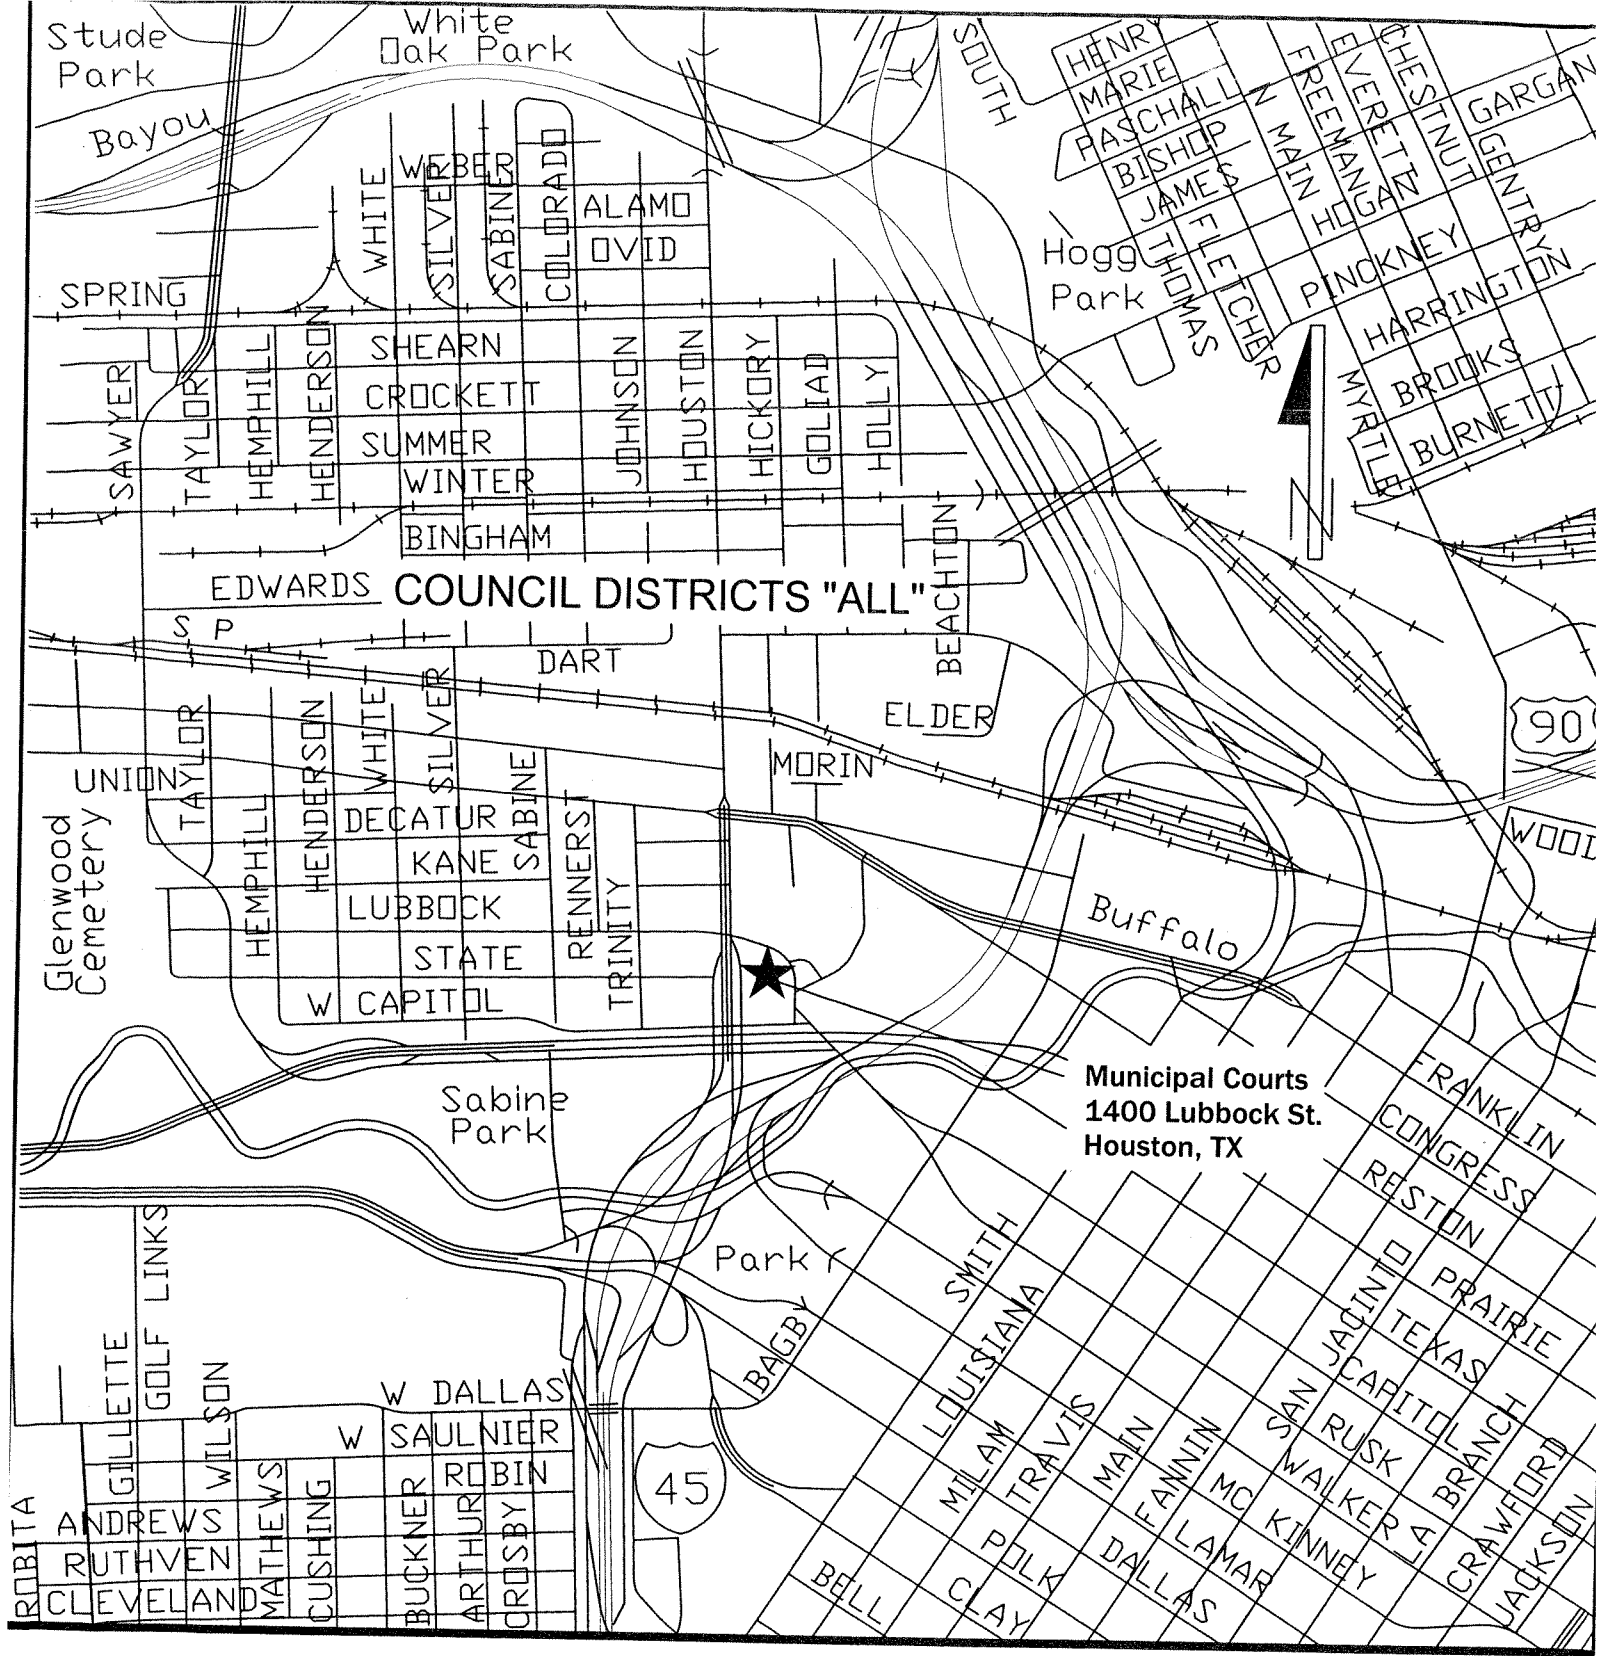 Stude
Park
White
Oak Park
Bayou
SOUTH
HENR
MARIE
PASCHALL
BISHOP
JAMES
THOMAS
FLETCHER
N MAIN
FREEMAN
EVERETT
CHESTNUT
GARGAN
GENTRY
HOGAN
PINCKNEY
HARRINGTON
BROOKS
BURNETT
MYRTLE
Hogg
Park
WEBER
WHITE
SILVER
SABINE
COLORADO
ALAMO
OVID
SPRING
SHEARN
CROCKETT
SUMMER
WINTER
BINGHAM
SAWYER
TAYLOR
HEMPHILL
HENDERSON
JOHNSON
HOUSTON
HICKORY
GOLIAD
HOLLY
BEACHTON
N
EDWARDS
COUNCIL DISTRICTS "ALL"
S P
DART
ELDER
MORIN
90
WOOD
UNION
TAYLOR
HEMPHILL
HENDERSON
WHITE
SILVER
SABINE
RENNERST
TRINITY
DECATUR
KANE
LUBBOCK
STATE
W CAPITOL
Glenwood
Cemetery
Buffalo
Municipal Courts
1400 Lubbock St.
Houston, TX
Sabine
Park
Park
FRANKLIN
CONGRESS
RESTON
PRAIRIE
TEXAS
CAPITOL
RUSK
WALKER
MC KINNEY
LAMAR
DALLAS
POLK
CLAY
BELL
BAGB
SMITH
LOUISIANA
MILAM
TRAVIS
MAIN
FANNIN
SAN JACINTO
LA BRANCH
CRAWFORD
JACKSON
GILLETTE
GOLF LINKS
WILSON
W DALLAS
W SAULNIER
ROBIN
ANDREWS
RUTHVEN
CLEVELAND
ROBITA
MATHEWS
CUSHING
BUCKNER
ARTHUR
CROSBY
45